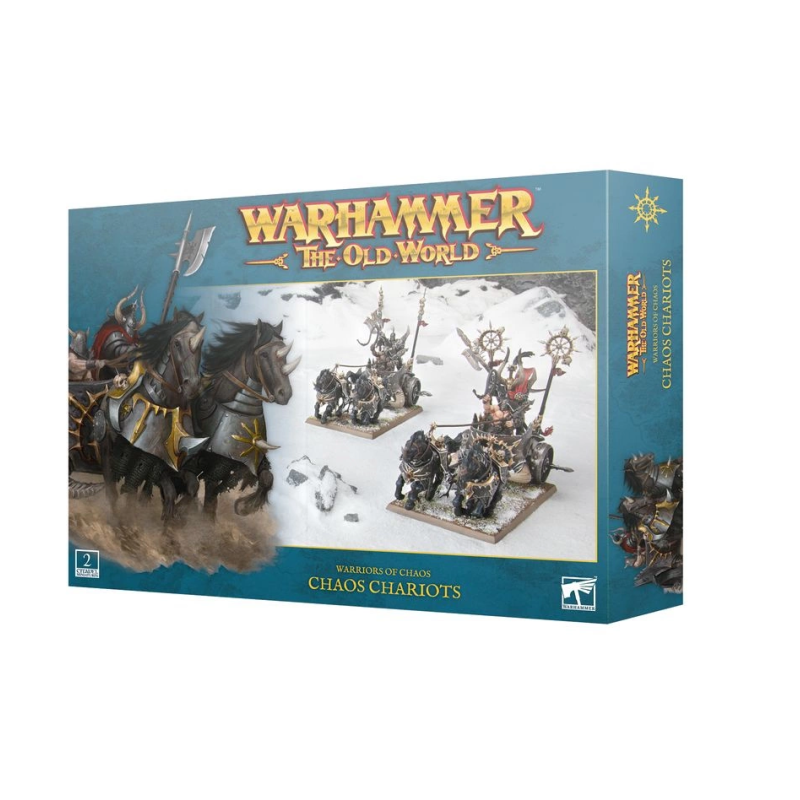 WARHAMMER
THE OLD WORLD
WARRIORS OF CHAOS
CHAOS CHARIOTS
2
CITADEL
WARHAMMER
WARHAMMER
THE OLD WORLD
WARRIORS OF CHAOS
CHAOS CHARIOTS